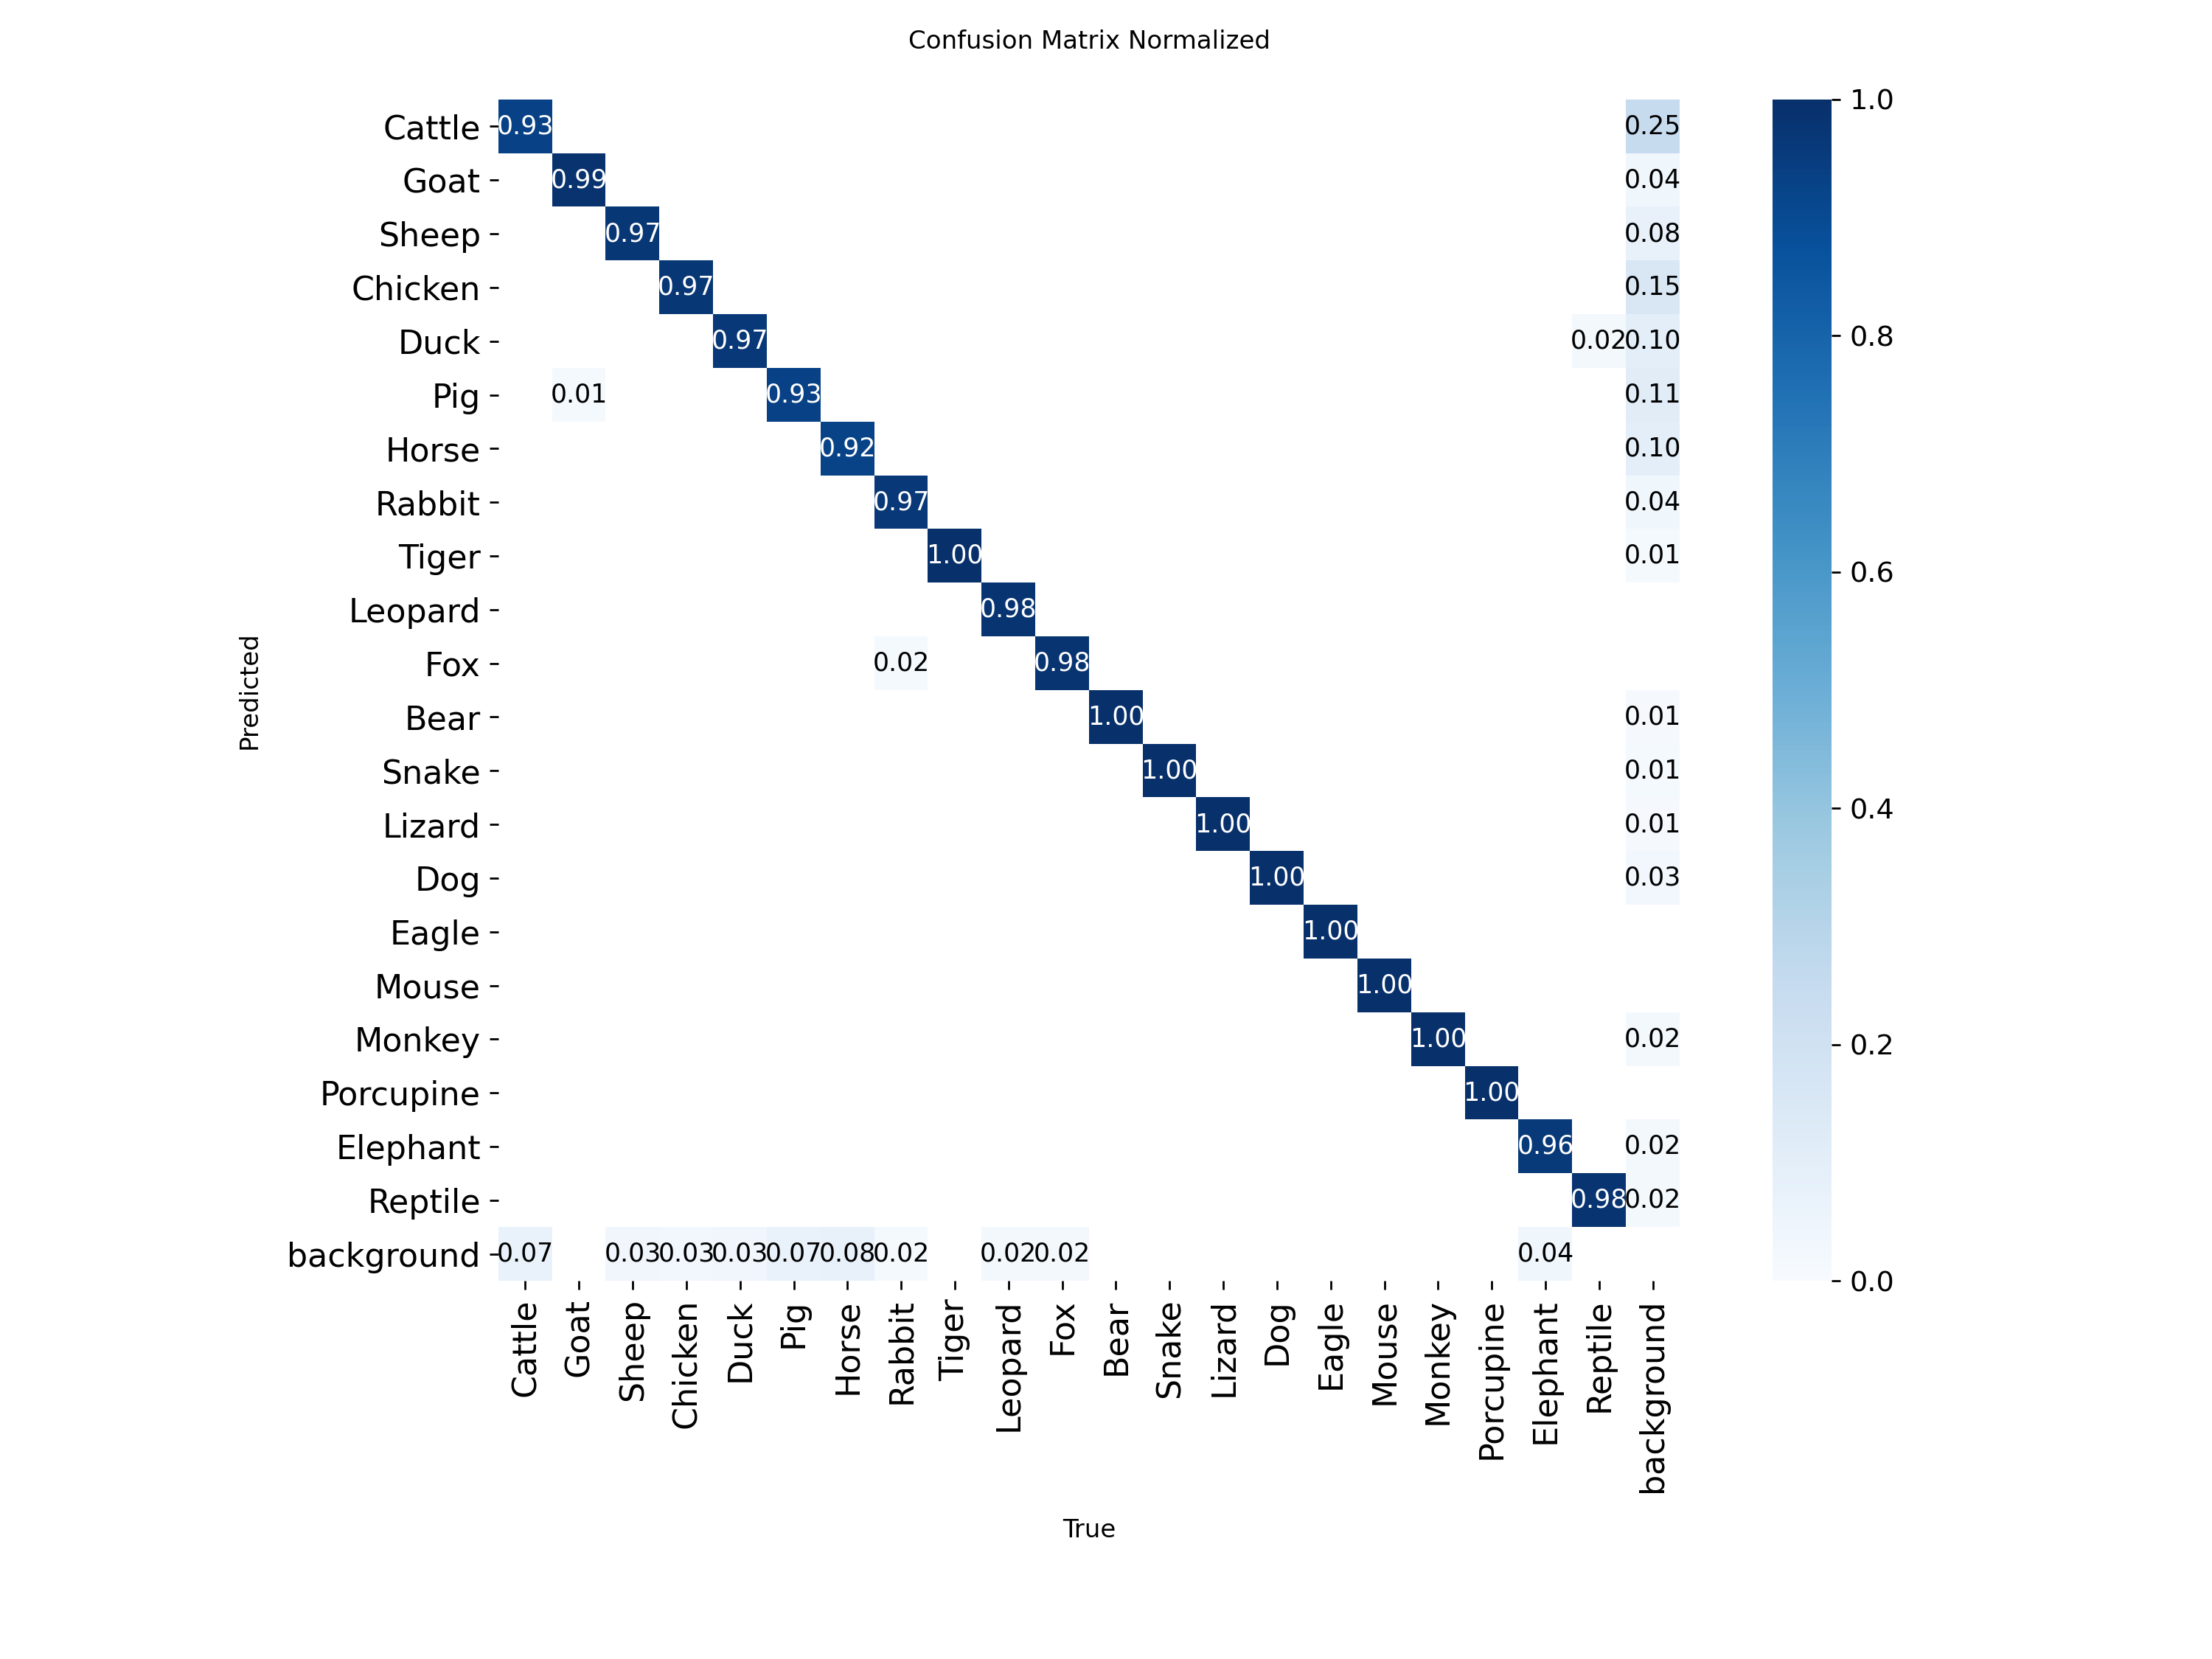 Confusion Matrix Normalized
Cattle 0.93 0.25 1.0
Goat 0.99 0.04
Sheep 0.97 0.08
Chicken 0.97 0.15
Duck 0.97 0.02 0.10 0.8
Pig 0.01 0.93 0.11
Horse 0.92 0.10
Rabbit 0.97 0.04
Tiger 1.00 0.01 0.6
Leopard 0.98
Predicted
Fox 0.02 0.98
Bear 1.00 0.01
Snake 1.00 0.01
Lizard 1.00 0.01 0.4
Dog 1.00 0.03
Eagle 1.00
Mouse 1.00
Monkey 1.00 0.02 0.2
Porcupine 1.00
Elephant 0.96 0.02
Reptile 0.98 0.02
background 0.07 0.03 0.03 0.03 0.07 0.08 0.02 0.02 0.02 0.04 0.0
Cattle Goat Sheep Chicken Duck Pig Horse Rabbit Tiger Leopard Fox Bear Snake Lizard Dog Eagle Mouse Monkey Porcupine Elephant Reptile background
True